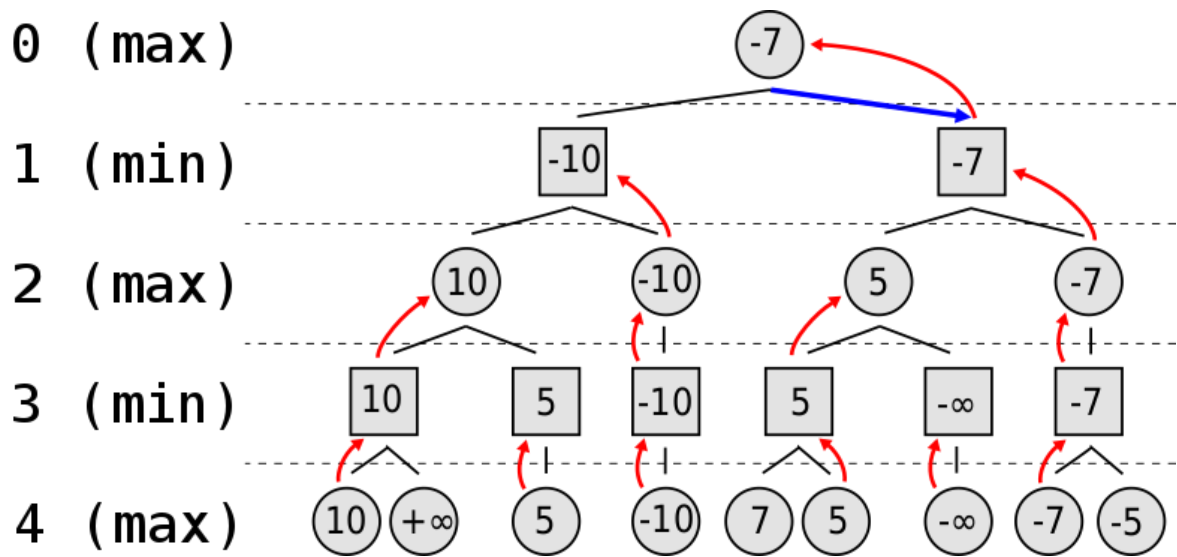 0 (max) -7
1 (min) -10 -7
2 (max) 10 -10 5 -7
3 (min) 10 5 -10 5 -∞ -7
4 (max) 10 +∞ 5 -10 7 5 -∞ -7 -5